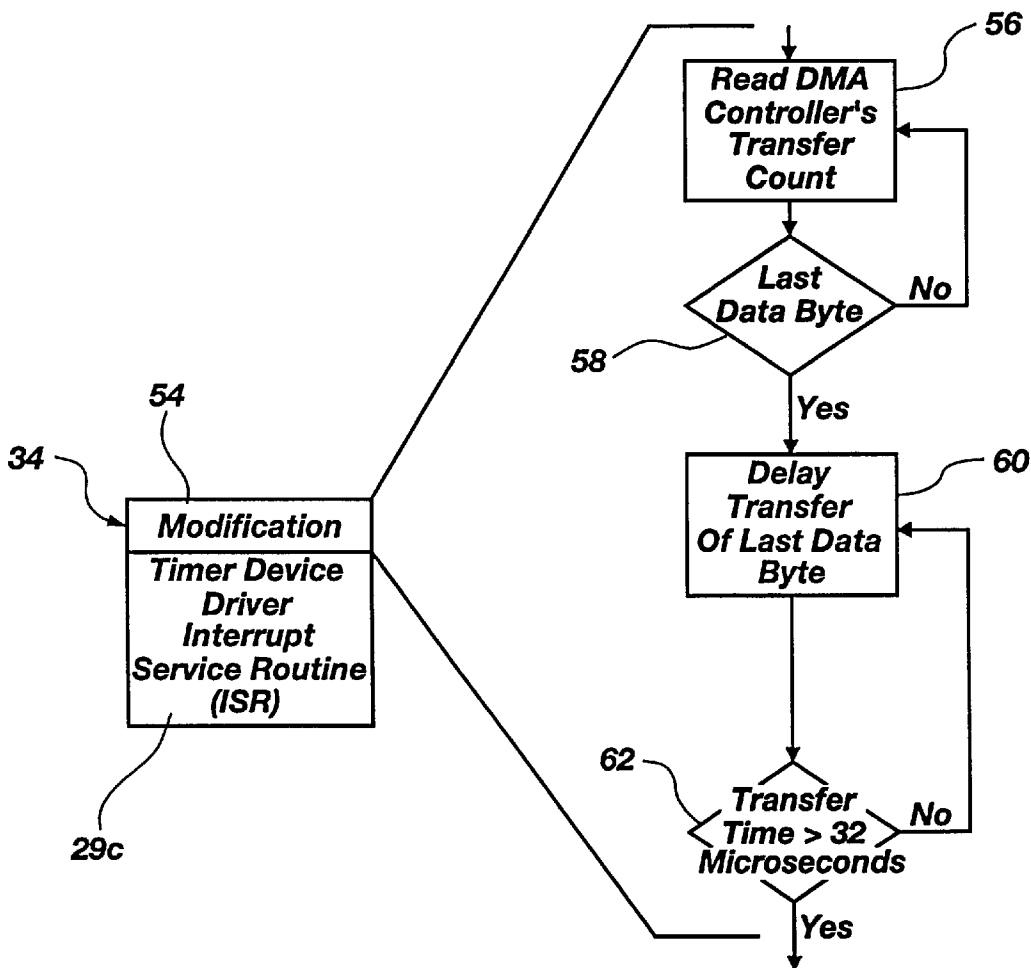 56
Read DMA
Controller's
Transfer
Count
Last
Data Byte
No
58
Yes
54
34
Modification
Timer Device
Driver
Interrupt
Service Routine
(ISR)
29c
60
Delay
Transfer
Of Last Data
Byte
62
Transfer
Time > 32
Microseconds
No
Yes